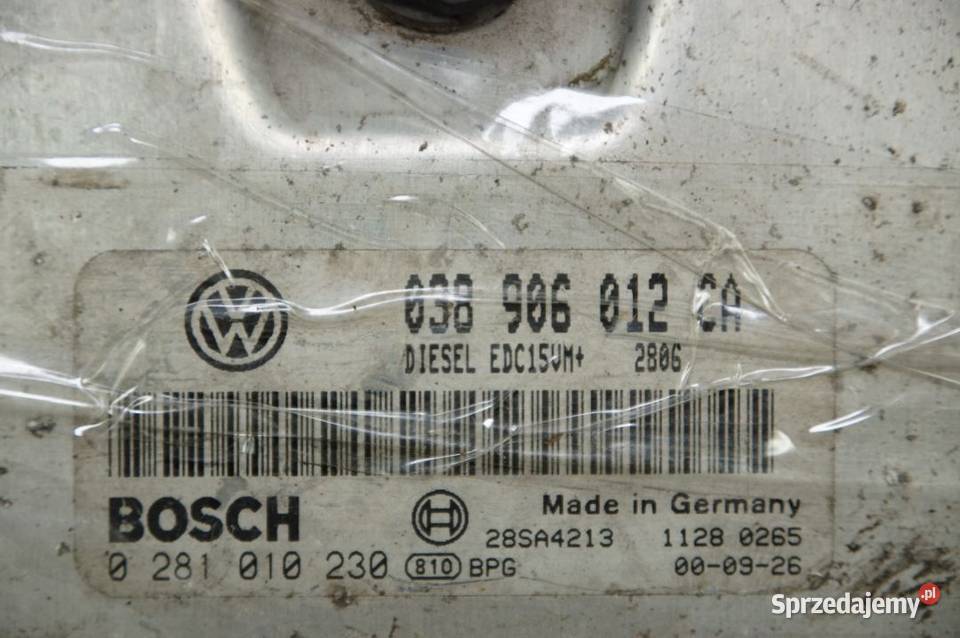 038 906 012 CA
DIESEL EDC15VM+ 2806
BOSCH
Made in Germany
28SA4213 1128 0265
0 281 010 230 810 BPG 00-09-26
Sprzedajemy.pl